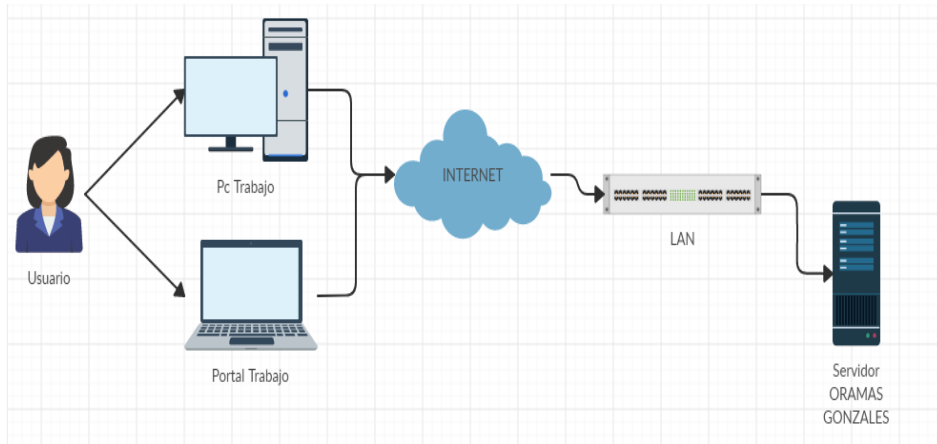 Usuario
Pc Trabajo
Portal Trabajo
INTERNET
LAN
Servidor
ORAMAS
GONZALES